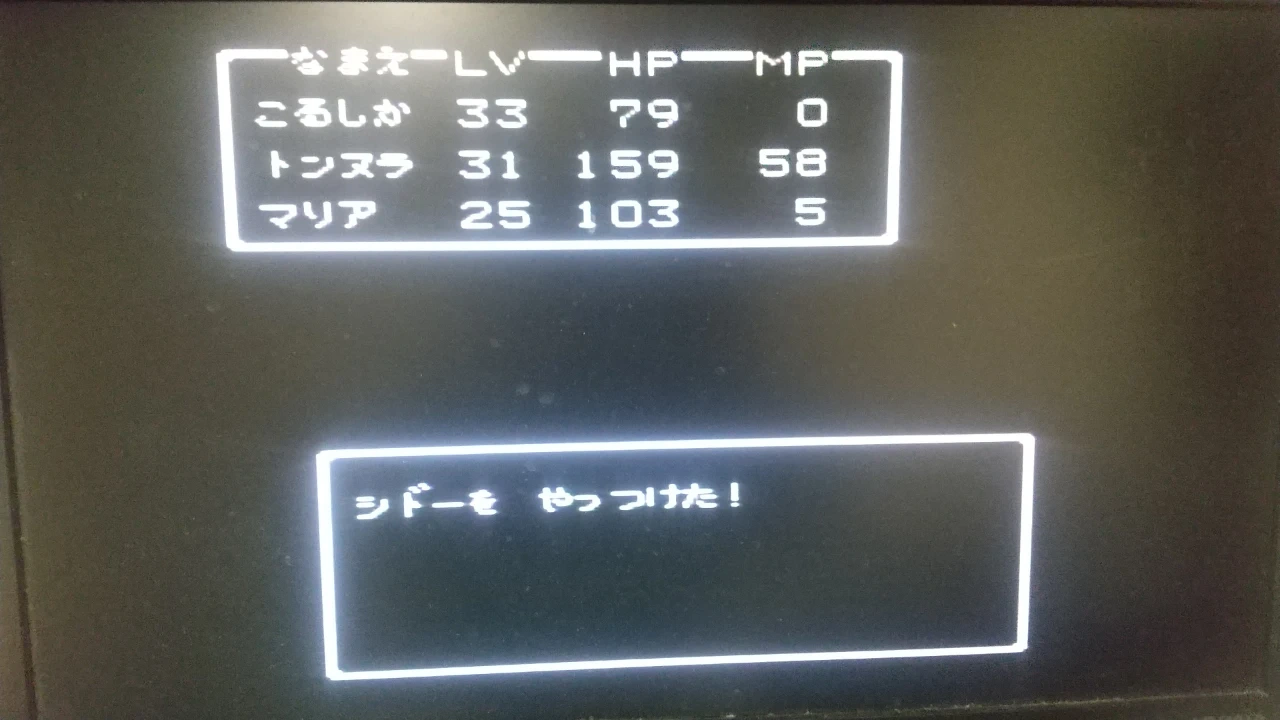 なまえ LV HP MP
こるしか 33 79 0
トンヌラ 31 159 58
マリア 25 103 5
シドーを やっつけた!